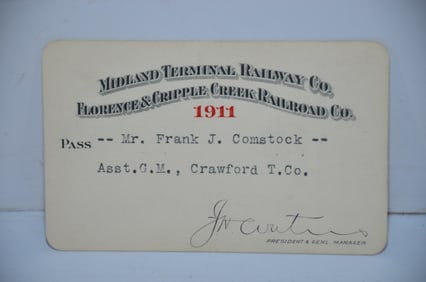 MIDLAND TERMINAL RAILWAY CO.
FLORENCE & CRIPPLE CREEK RAILROAD CO.
1911
PASS -- Mr. Frank J. Comstock --
Asst.G.M., Crawford T.Co.
PRESIDENT & GENL. MANAGER